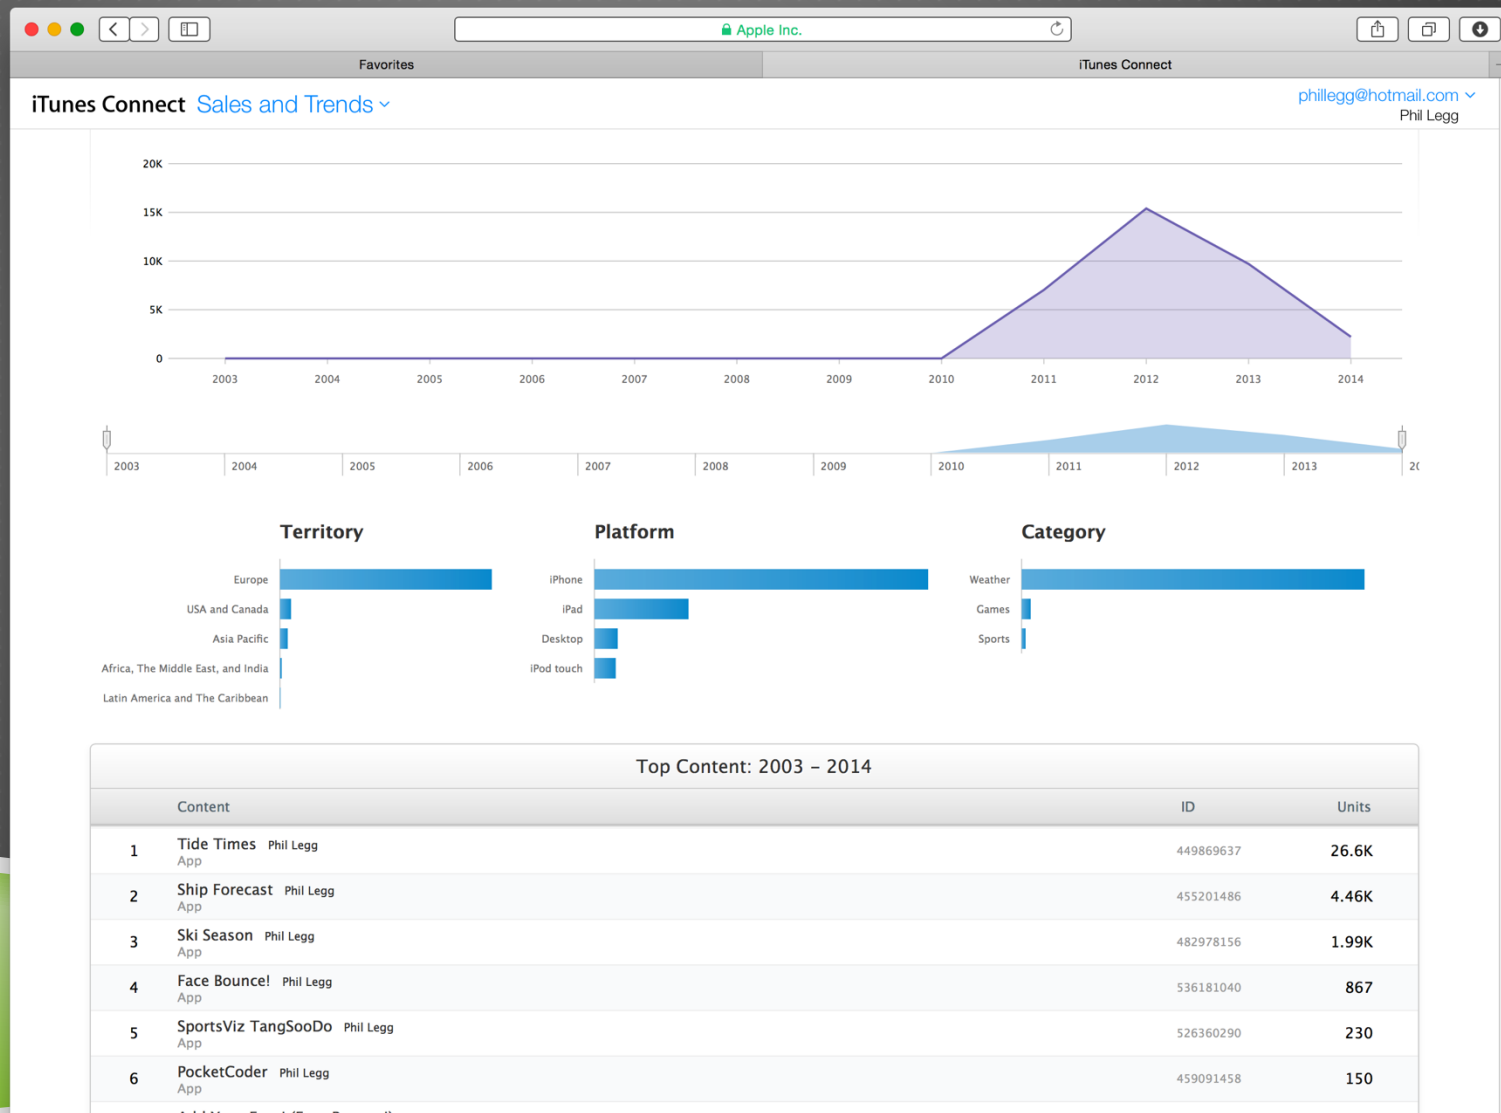 Apple Inc.
Favorites
iTunes Connect
iTunes Connect Sales and Trends
phillegg@hotmail.com
Phil Legg
20K
15K
10K
5K
0
2003 2004 2005 2006 2007 2008 2009 2010 2011 2012 2013 2014
2003 2004 2005 2006 2007 2008 2009 2010 2011 2012 2013
Territory
Europe
USA and Canada
Asia Pacific
Africa, The Middle East, and India
Latin America and The Caribbean
Platform
iPhone
iPad
Desktop
iPod touch
Category
Weather
Games
Sports
Top Content: 2003 – 2014
Content ID Units
1 Tide Times Phil Legg 449869637 26.6K
App
2 Ship Forecast Phil Legg 455201486 4.46K
App
3 Ski Season Phil Legg 482978156 1.99K
App
4 Face Bounce! Phil Legg 536181040 867
App
5 SportsViz TangSooDo Phil Legg 526360290 230
App
6 PocketCoder Phil Legg 459091458 150
App